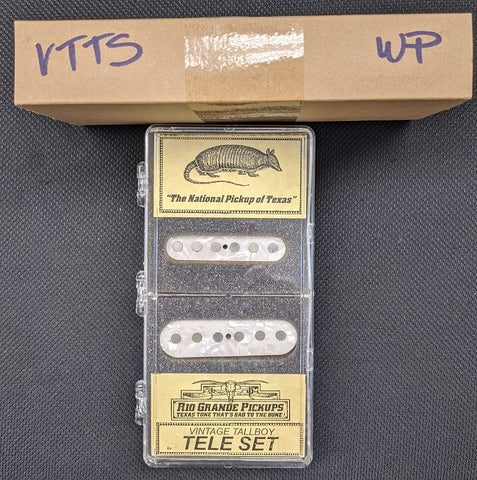 VTTS WP
"The National Pickup of Texas"
RIO GRANDE PICKUPS
TEXAS TONE THAT'S BAD TO THE BONE!
VINTAGE TALLBOY
TELE SET